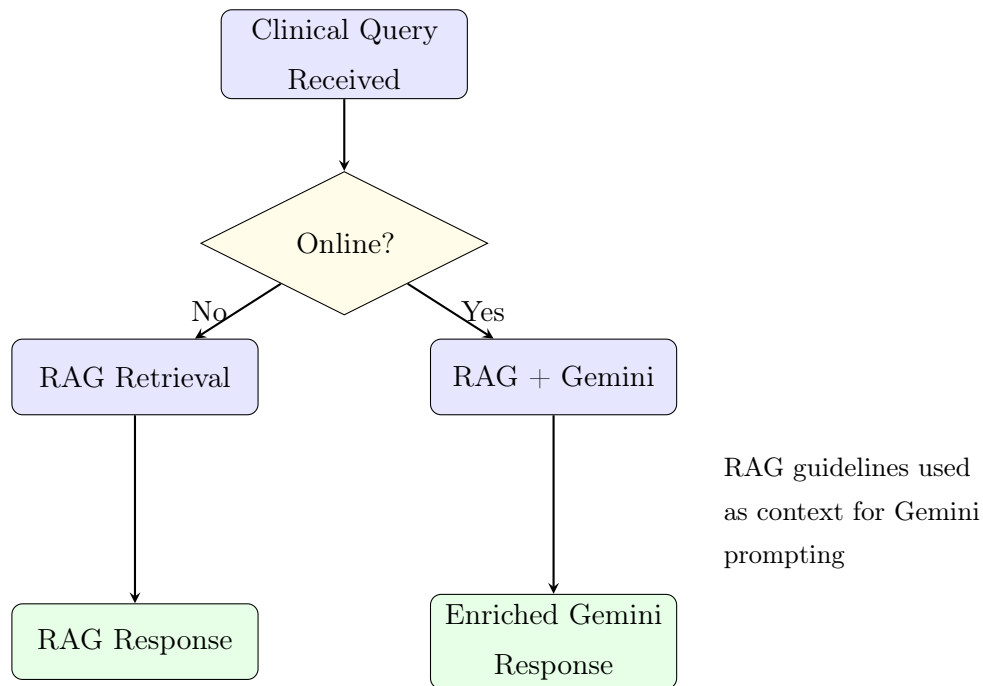 Clinical Query
Received
Online?
No
Yes
RAG Retrieval
RAG + Gemini
RAG guidelines used
as context for Gemini
prompting
RAG Response
Enriched Gemini
Response